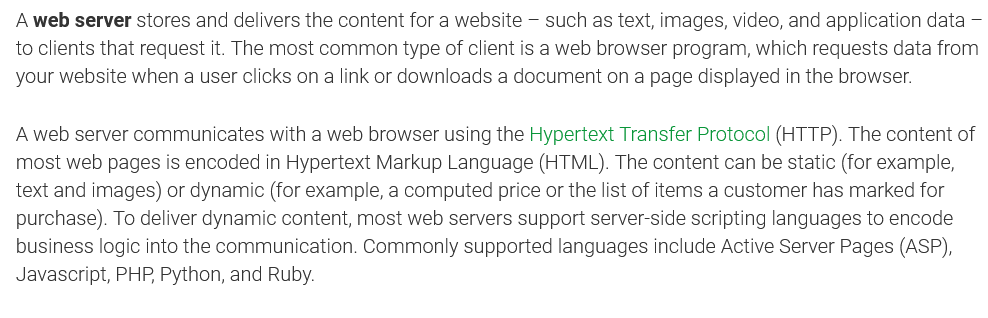 A web server stores and delivers the content for a website – such as text, images, video, and application data –
to clients that request it. The most common type of client is a web browser program, which requests data from
your website when a user clicks on a link or downloads a document on a page displayed in the browser.
A web server communicates with a web browser using the Hypertext Transfer Protocol (HTTP). The content of
most web pages is encoded in Hypertext Markup Language (HTML). The content can be static (for example,
text and images) or dynamic (for example, a computed price or the list of items a customer has marked for
purchase). To deliver dynamic content, most web servers support server-side scripting languages to encode
business logic into the communication. Commonly supported languages include Active Server Pages (ASP),
Javascript, PHP, Python, and Ruby.